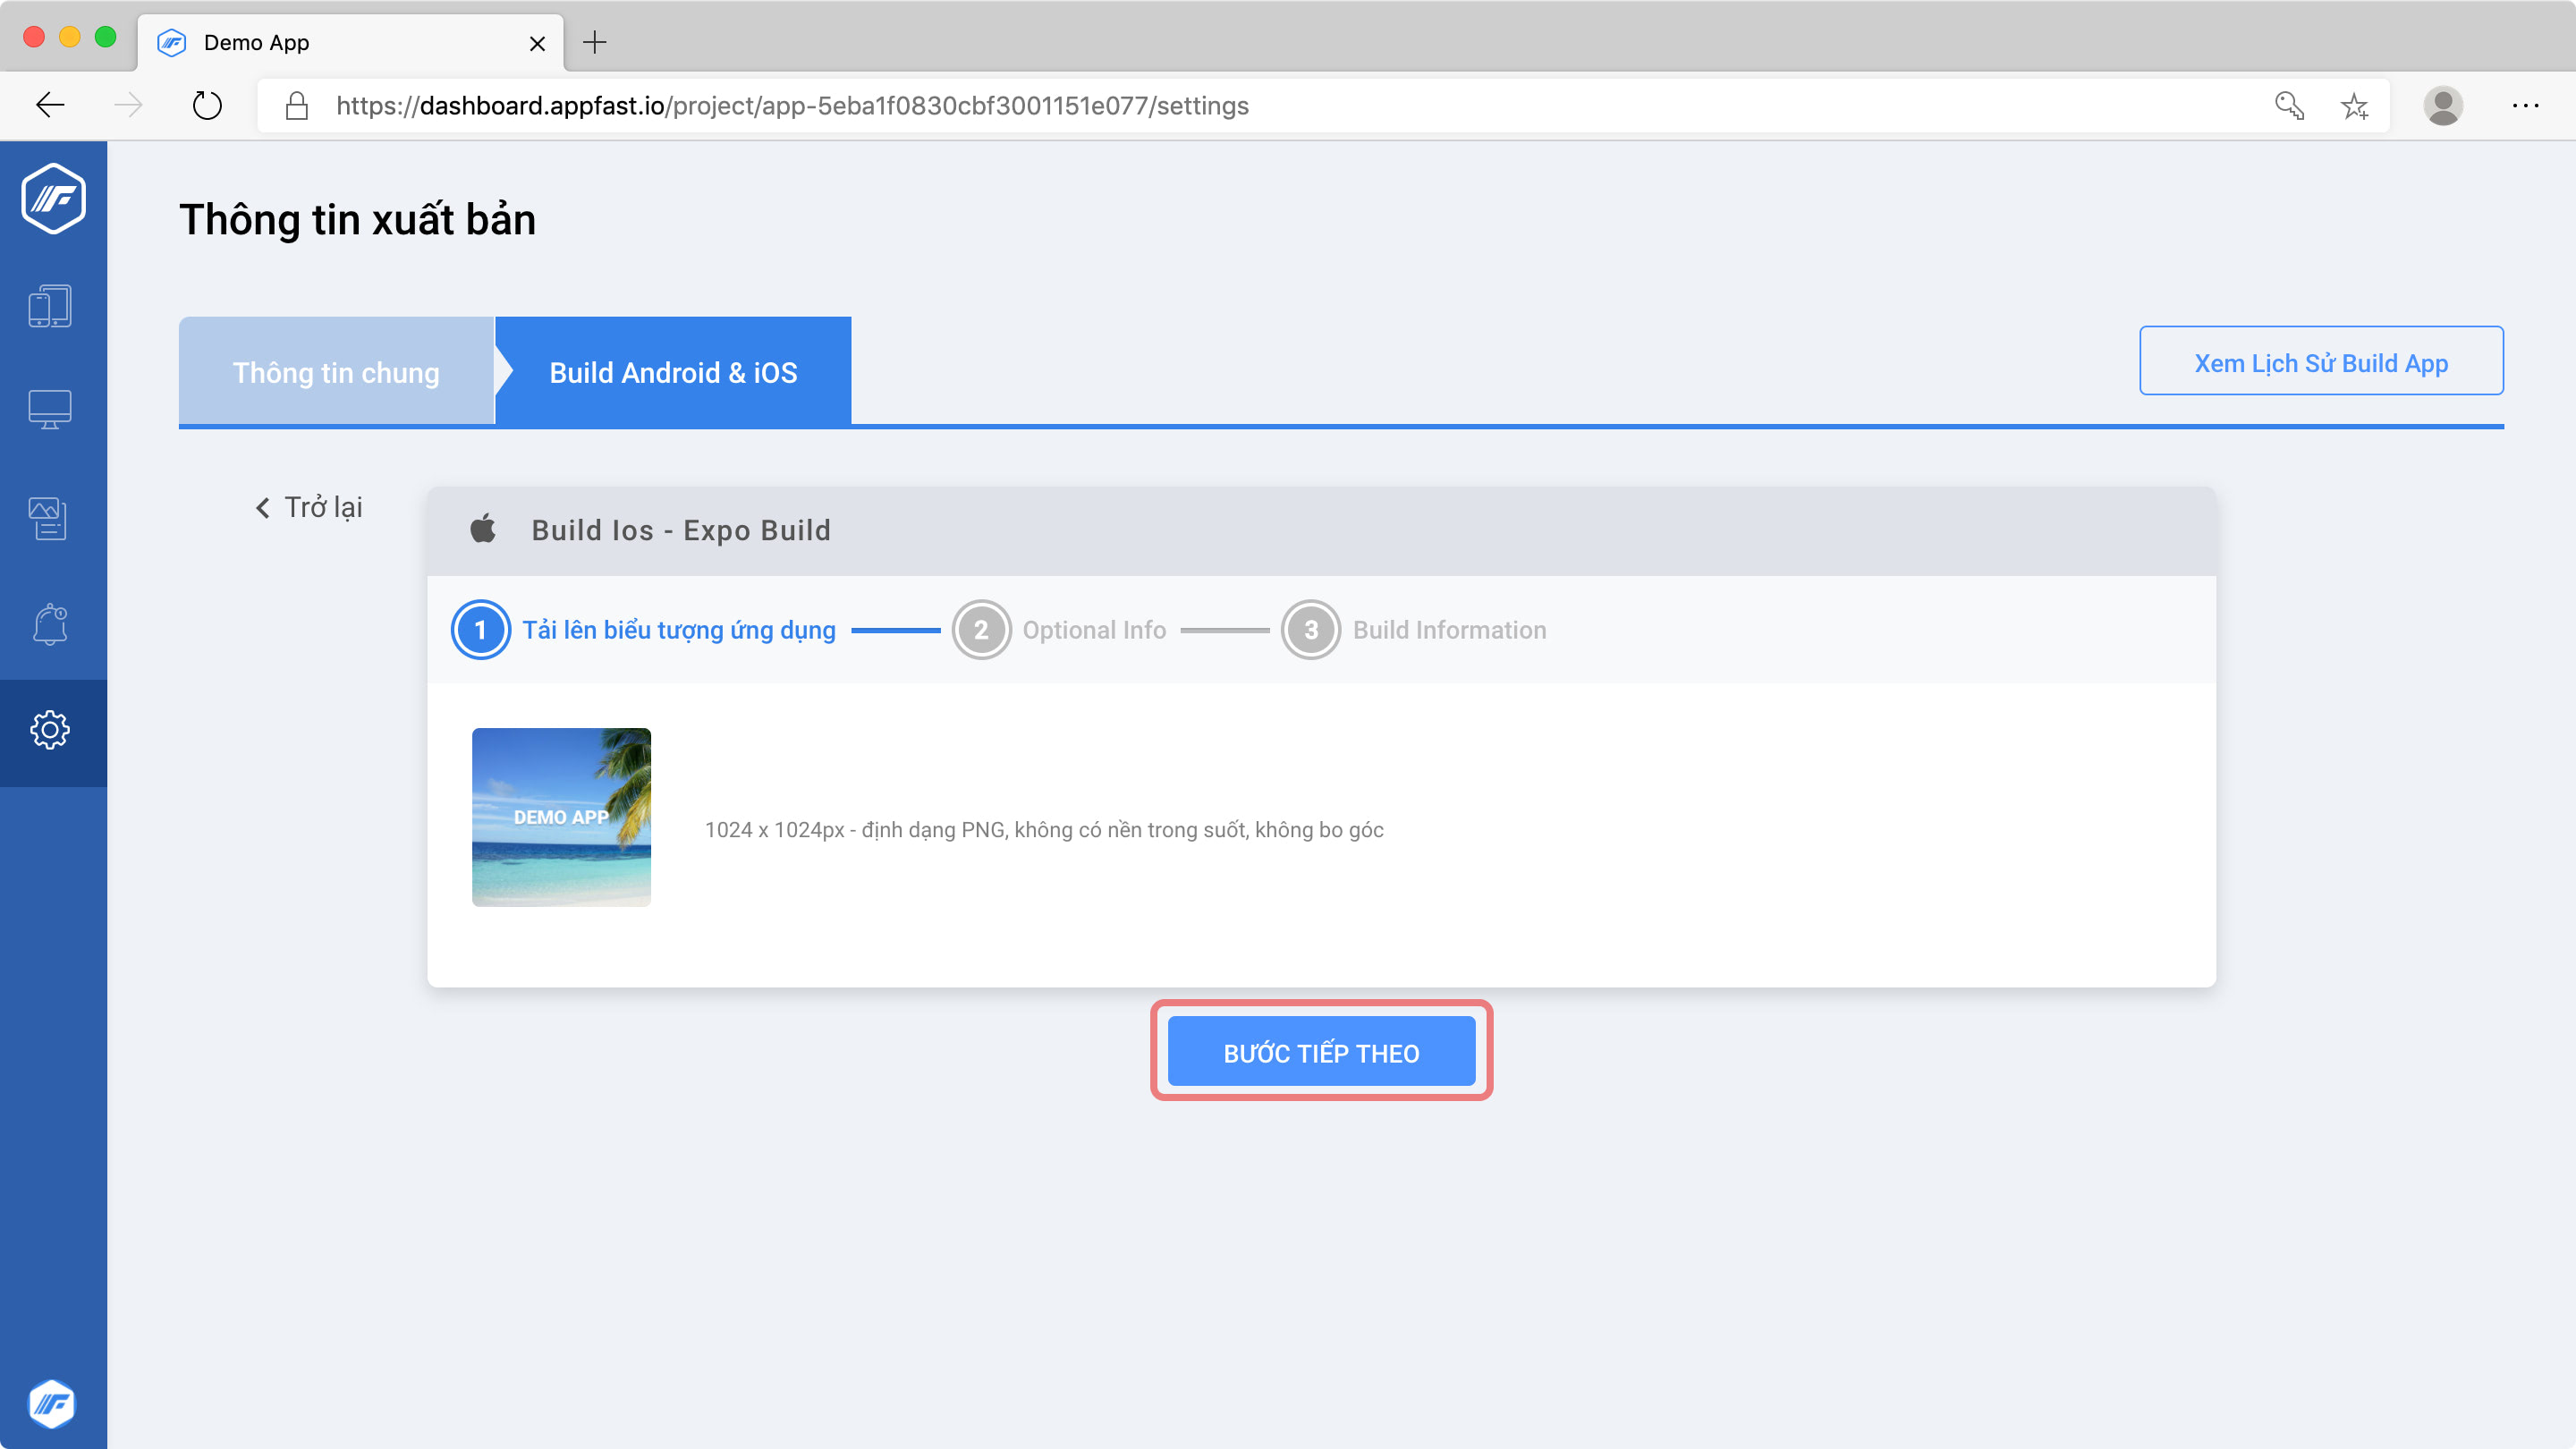 Demo App
https://dashboard.appfast.io/project/app-5eba1f0830cbf3001151e077/settings
Thông tin xuất bản
Thông tin chung
Build Android & iOS
Xem Lịch Sử Build App
Trở lại
Build Ios - Expo Build
1 Tải lên biểu tượng ứng dụng
2 Optional Info
3 Build Information
DEMO APP
1024 x 1024px - định dạng PNG, không có nền trong suốt, không bo góc
BƯỚC TIẾP THEO